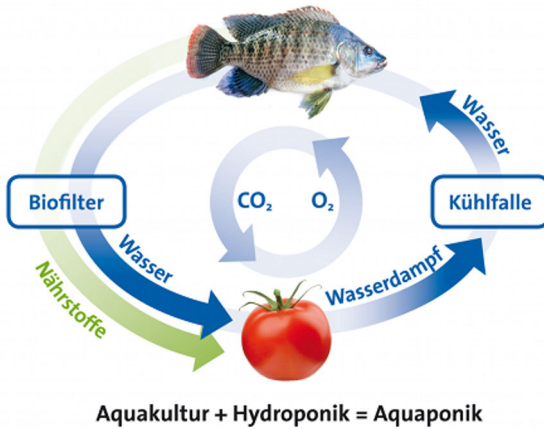 Wasser
Biofilter
CO₂
O₂
Kühlfalle
Wasser
Wasserdampf
Nährstoffe
Aquakultur + Hydroponik = Aquaponik